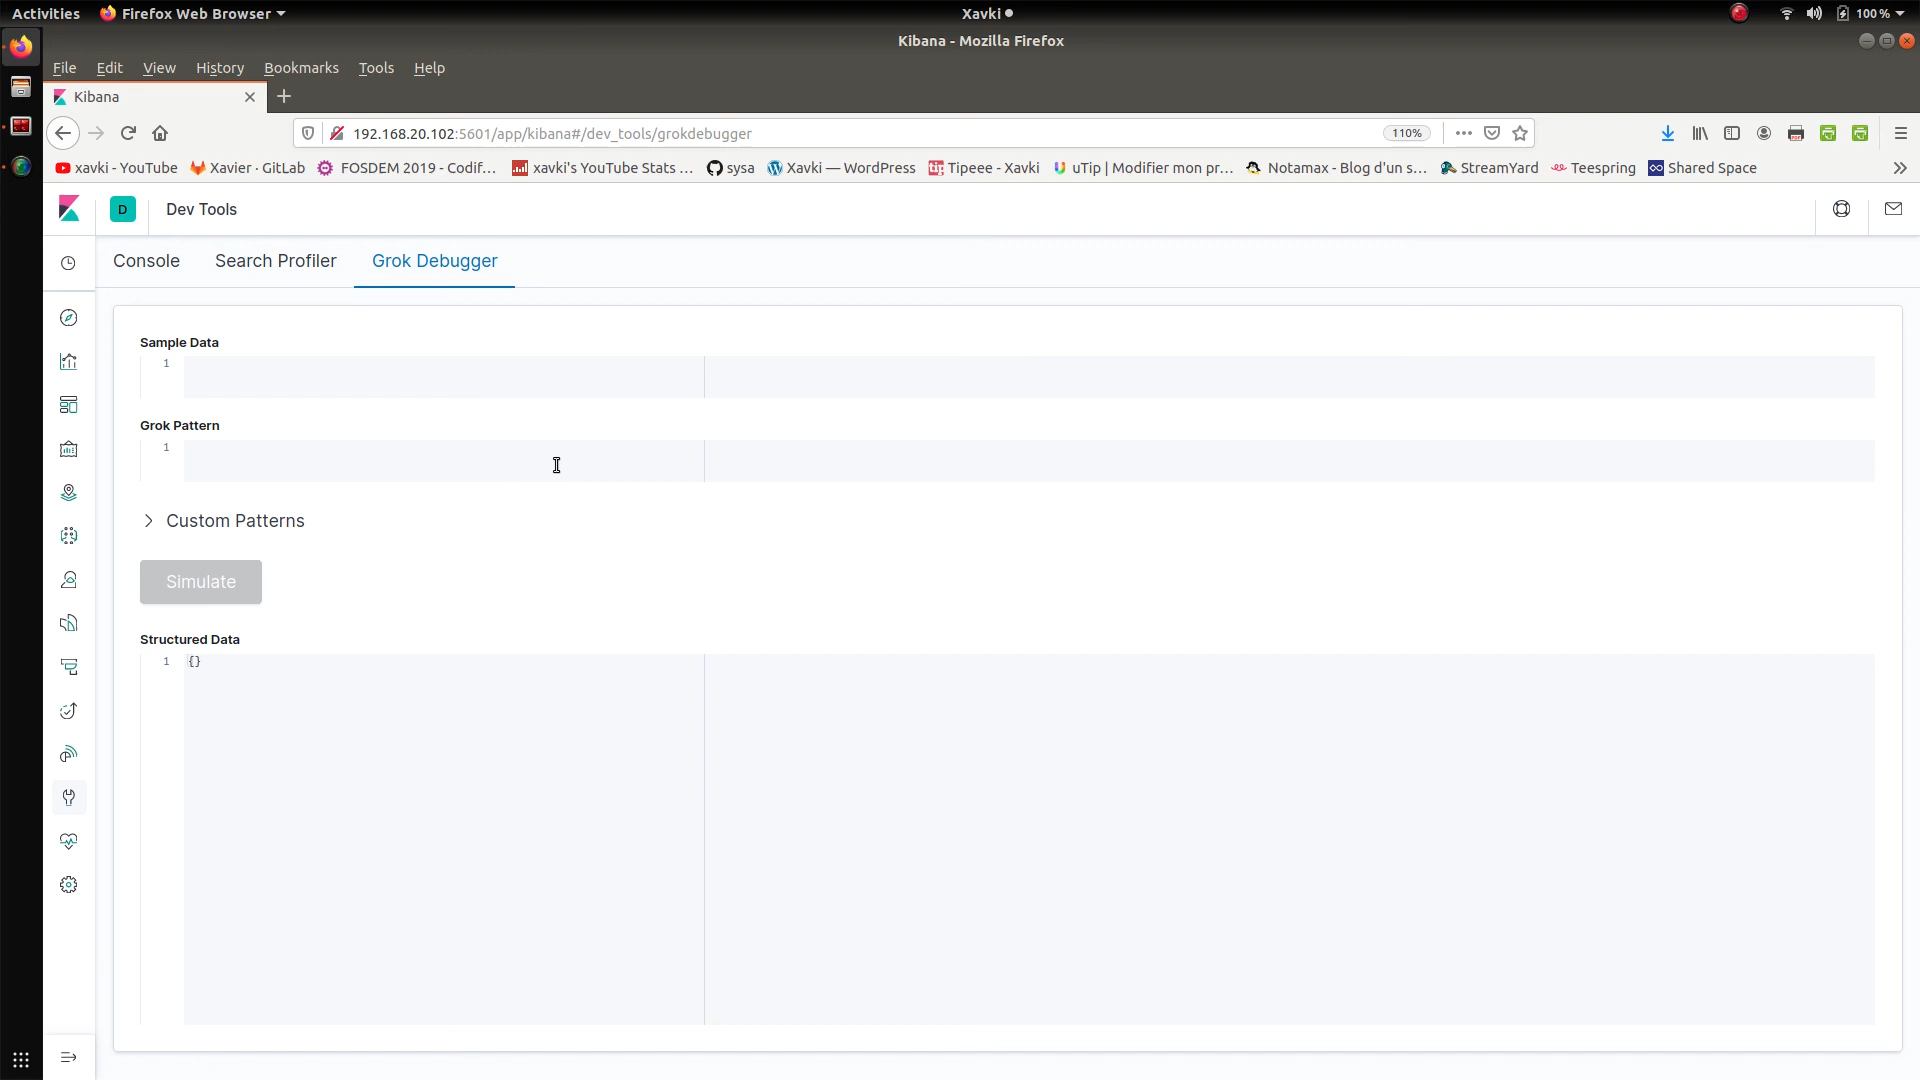 Activities Firefox Web Browser Xavki 100 %
Kibana - Mozilla Firefox
File Edit View History Bookmarks Tools Help
Kibana
192.168.20.102:5601/app/kibana#/dev_tools/grokdebugger 110%
xavki - YouTube Xavier · GitLab FOSDEM 2019 - Codif... xavki's YouTube Stats ... sysa Xavki — WordPress Tipeee - Xavki uTip | Modifier mon pr... Notamax - Blog d'un s... StreamYard Teespring Shared Space
D Dev Tools
Console Search Profiler Grok Debugger
Sample Data
1
Grok Pattern
1
Custom Patterns
Simulate
Structured Data
1 {}